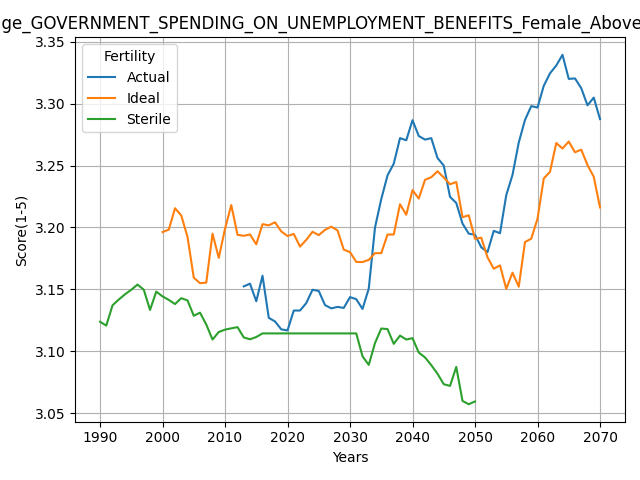 ge_GOVERNMENT_SPENDING_ON_UNEMPLOYMENT_BENEFITS_Female_Above
Fertility
Actual
Ideal
Sterile
Score(1-5)
3.35
3.30
3.25
3.20
3.15
3.10
3.05
1990 2000 2010 2020 2030 2040 2050 2060 2070
Years